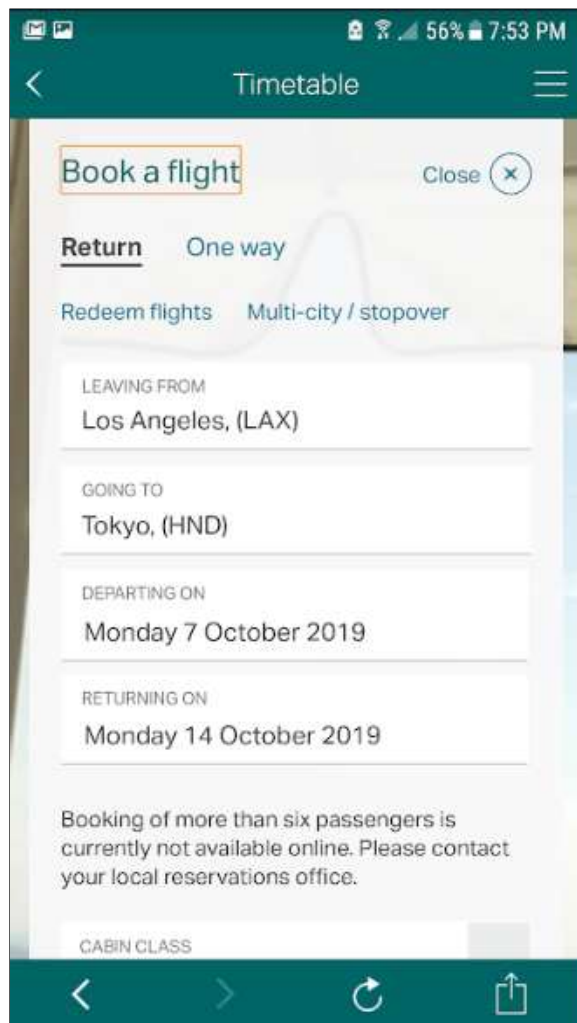 56% 7:53 PM
Timetable
Book a flight
Close
Return One way
Redeem flights Multi-city / stopover
LEAVING FROM
Los Angeles, (LAX)
GOING TO
Tokyo, (HND)
DEPARTING ON
Monday 7 October 2019
RETURNING ON
Monday 14 October 2019
Booking of more than six passengers is
currently not available online. Please contact
your local reservations office.
CABIN CLASS